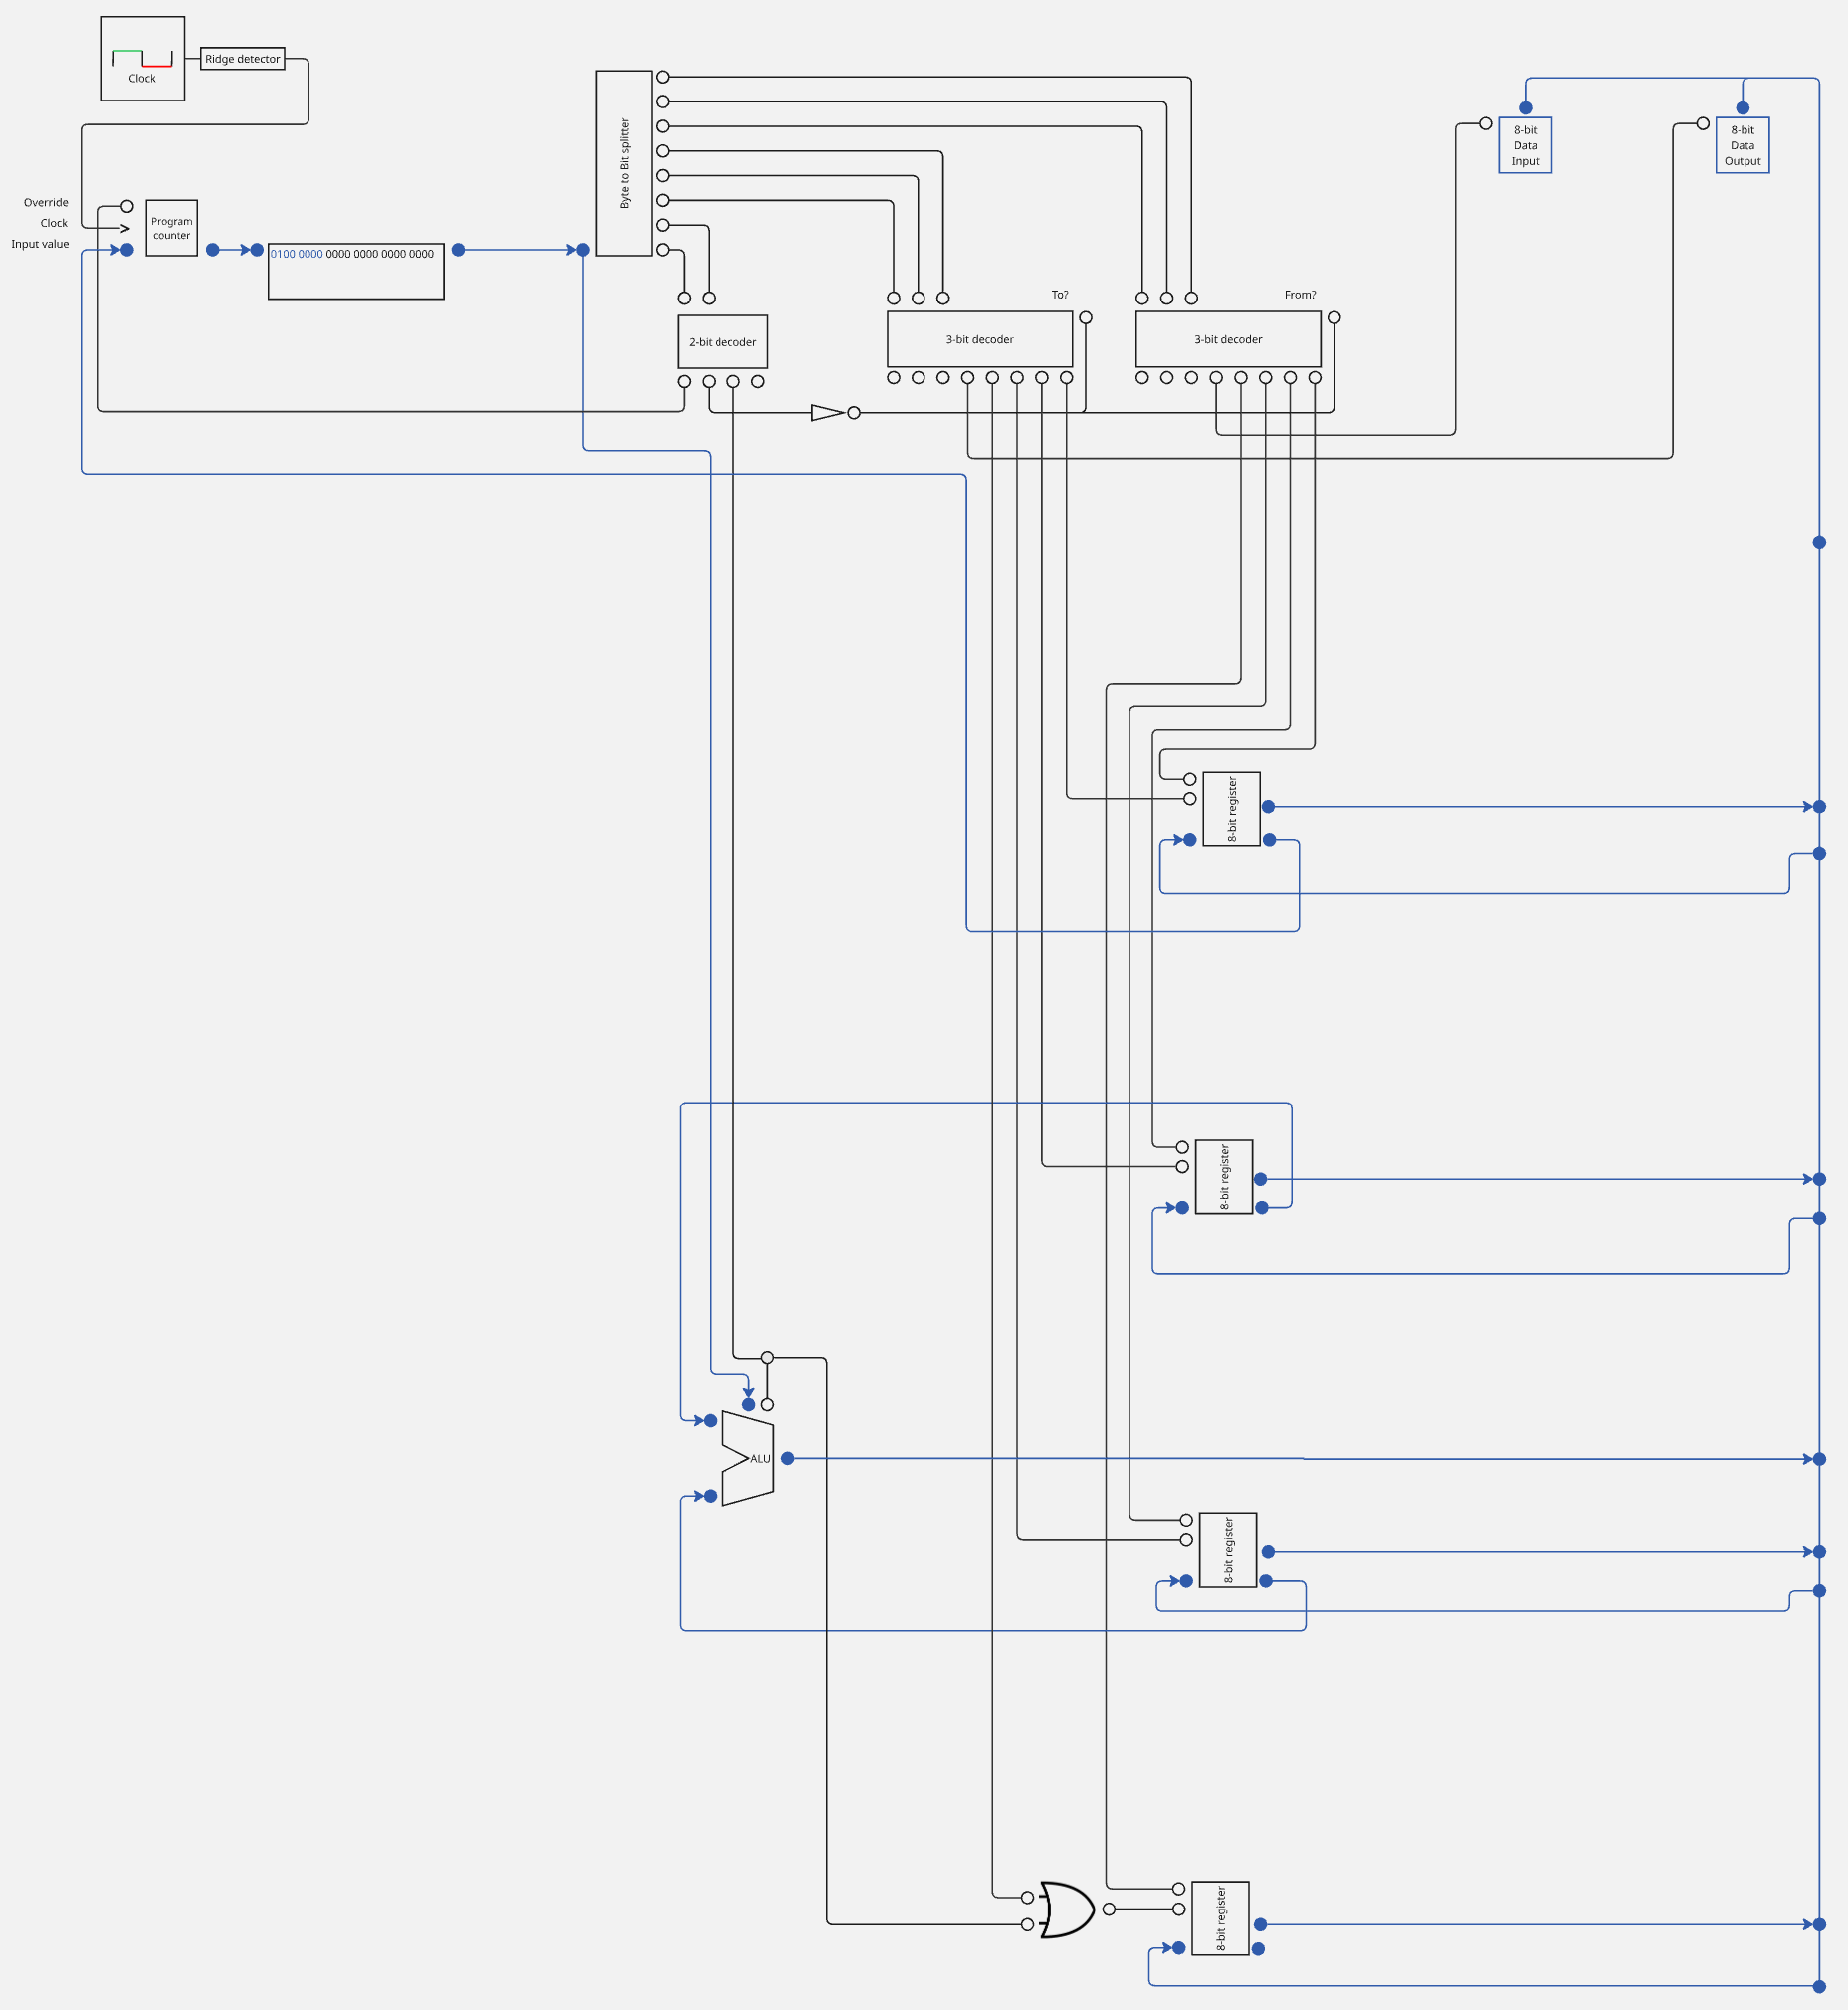 Clock
Ridge detector
Byte to Bit splitter
8-bit
Data
Input
8-bit
Data
Output
Override
Clock
Input value
Program
counter
>
0100 0000 0000 0000 0000 0000
To?
From?
2-bit decoder
3-bit decoder
3-bit decoder
8-bit register
8-bit register
ALU
8-bit register
8-bit register